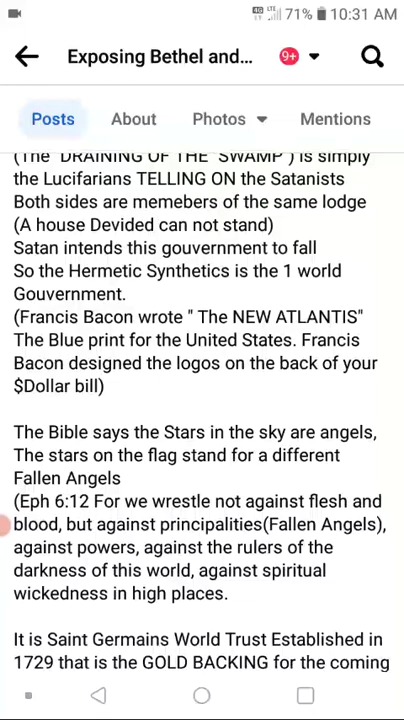 4G LTE 71% 10:31 AM
Exposing Bethel and... 9+
Posts About Photos Mentions
(The "DRAINING OF THE "SWAMP") is simply
the Lucifarians TELLING ON the Satanists
Both sides are memebers of the same lodge
(A house Devided can not stand)
Satan intends this gouvernment to fall
So the Hermetic Synthetics is the 1 world
Gouvernment.
(Francis Bacon wrote " The NEW ATLANTIS"
The Blue print for the United States. Francis
Bacon designed the logos on the back of your
$Dollar bill)
The Bible says the Stars in the sky are angels,
The stars on the flag stand for a different
Fallen Angels
(Eph 6:12 For we wrestle not against flesh and
blood, but against principalities(Fallen Angels),
against powers, against the rulers of the
darkness of this world, against spiritual
wickedness in high places.
It is Saint Germains World Trust Established in
1729 that is the GOLD BACKING for the coming